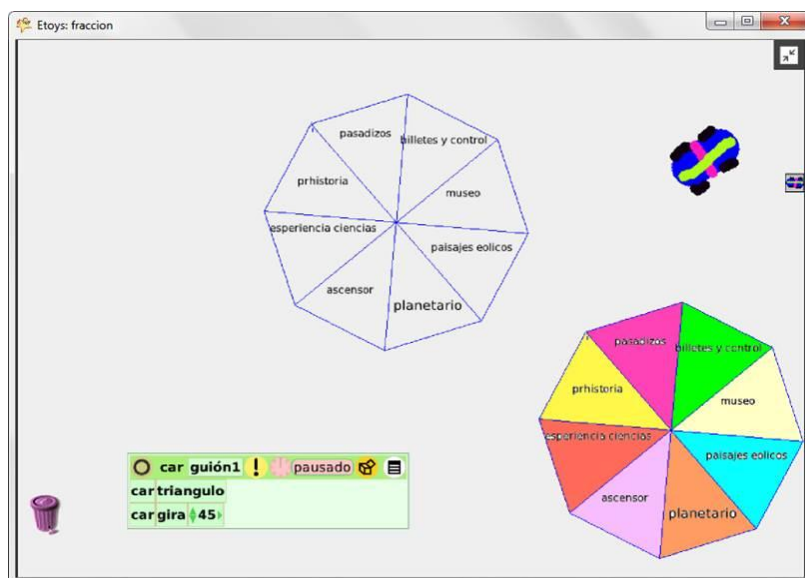 Etoys: fraccion
pasadizos
billetes y control
prhistoria
museo
esperiencia ciencias
paisajes eolicos
ascensor
planetario
pasadizos
billetes y control
prhistoria
museo
esperiencia ciencias
paisajes eolicos
ascensor
planetario
car guión1 ! pausado
car triangulo
car gira 45